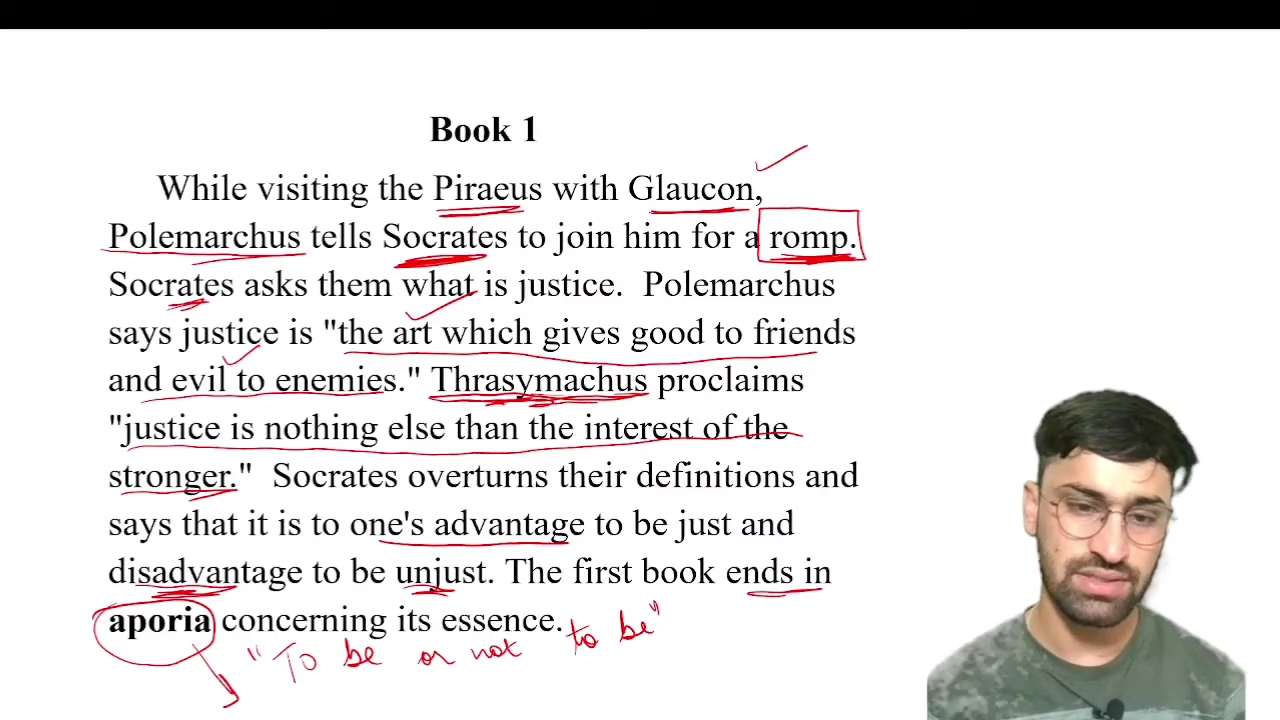 Book 1
While visiting the Piraeus with Glaucon,
Polemarchus tells Socrates to join him for a romp.
Socrates asks them what is justice. Polemarchus
says justice is "the art which gives good to friends
and evil to enemies." Thrasymachus proclaims
"justice is nothing else than the interest of the
stronger." Socrates overturns their definitions and
says that it is to one's advantage to be just and
disadvantage to be unjust. The first book ends in
aporia concerning its essence.
"To be or not to be"